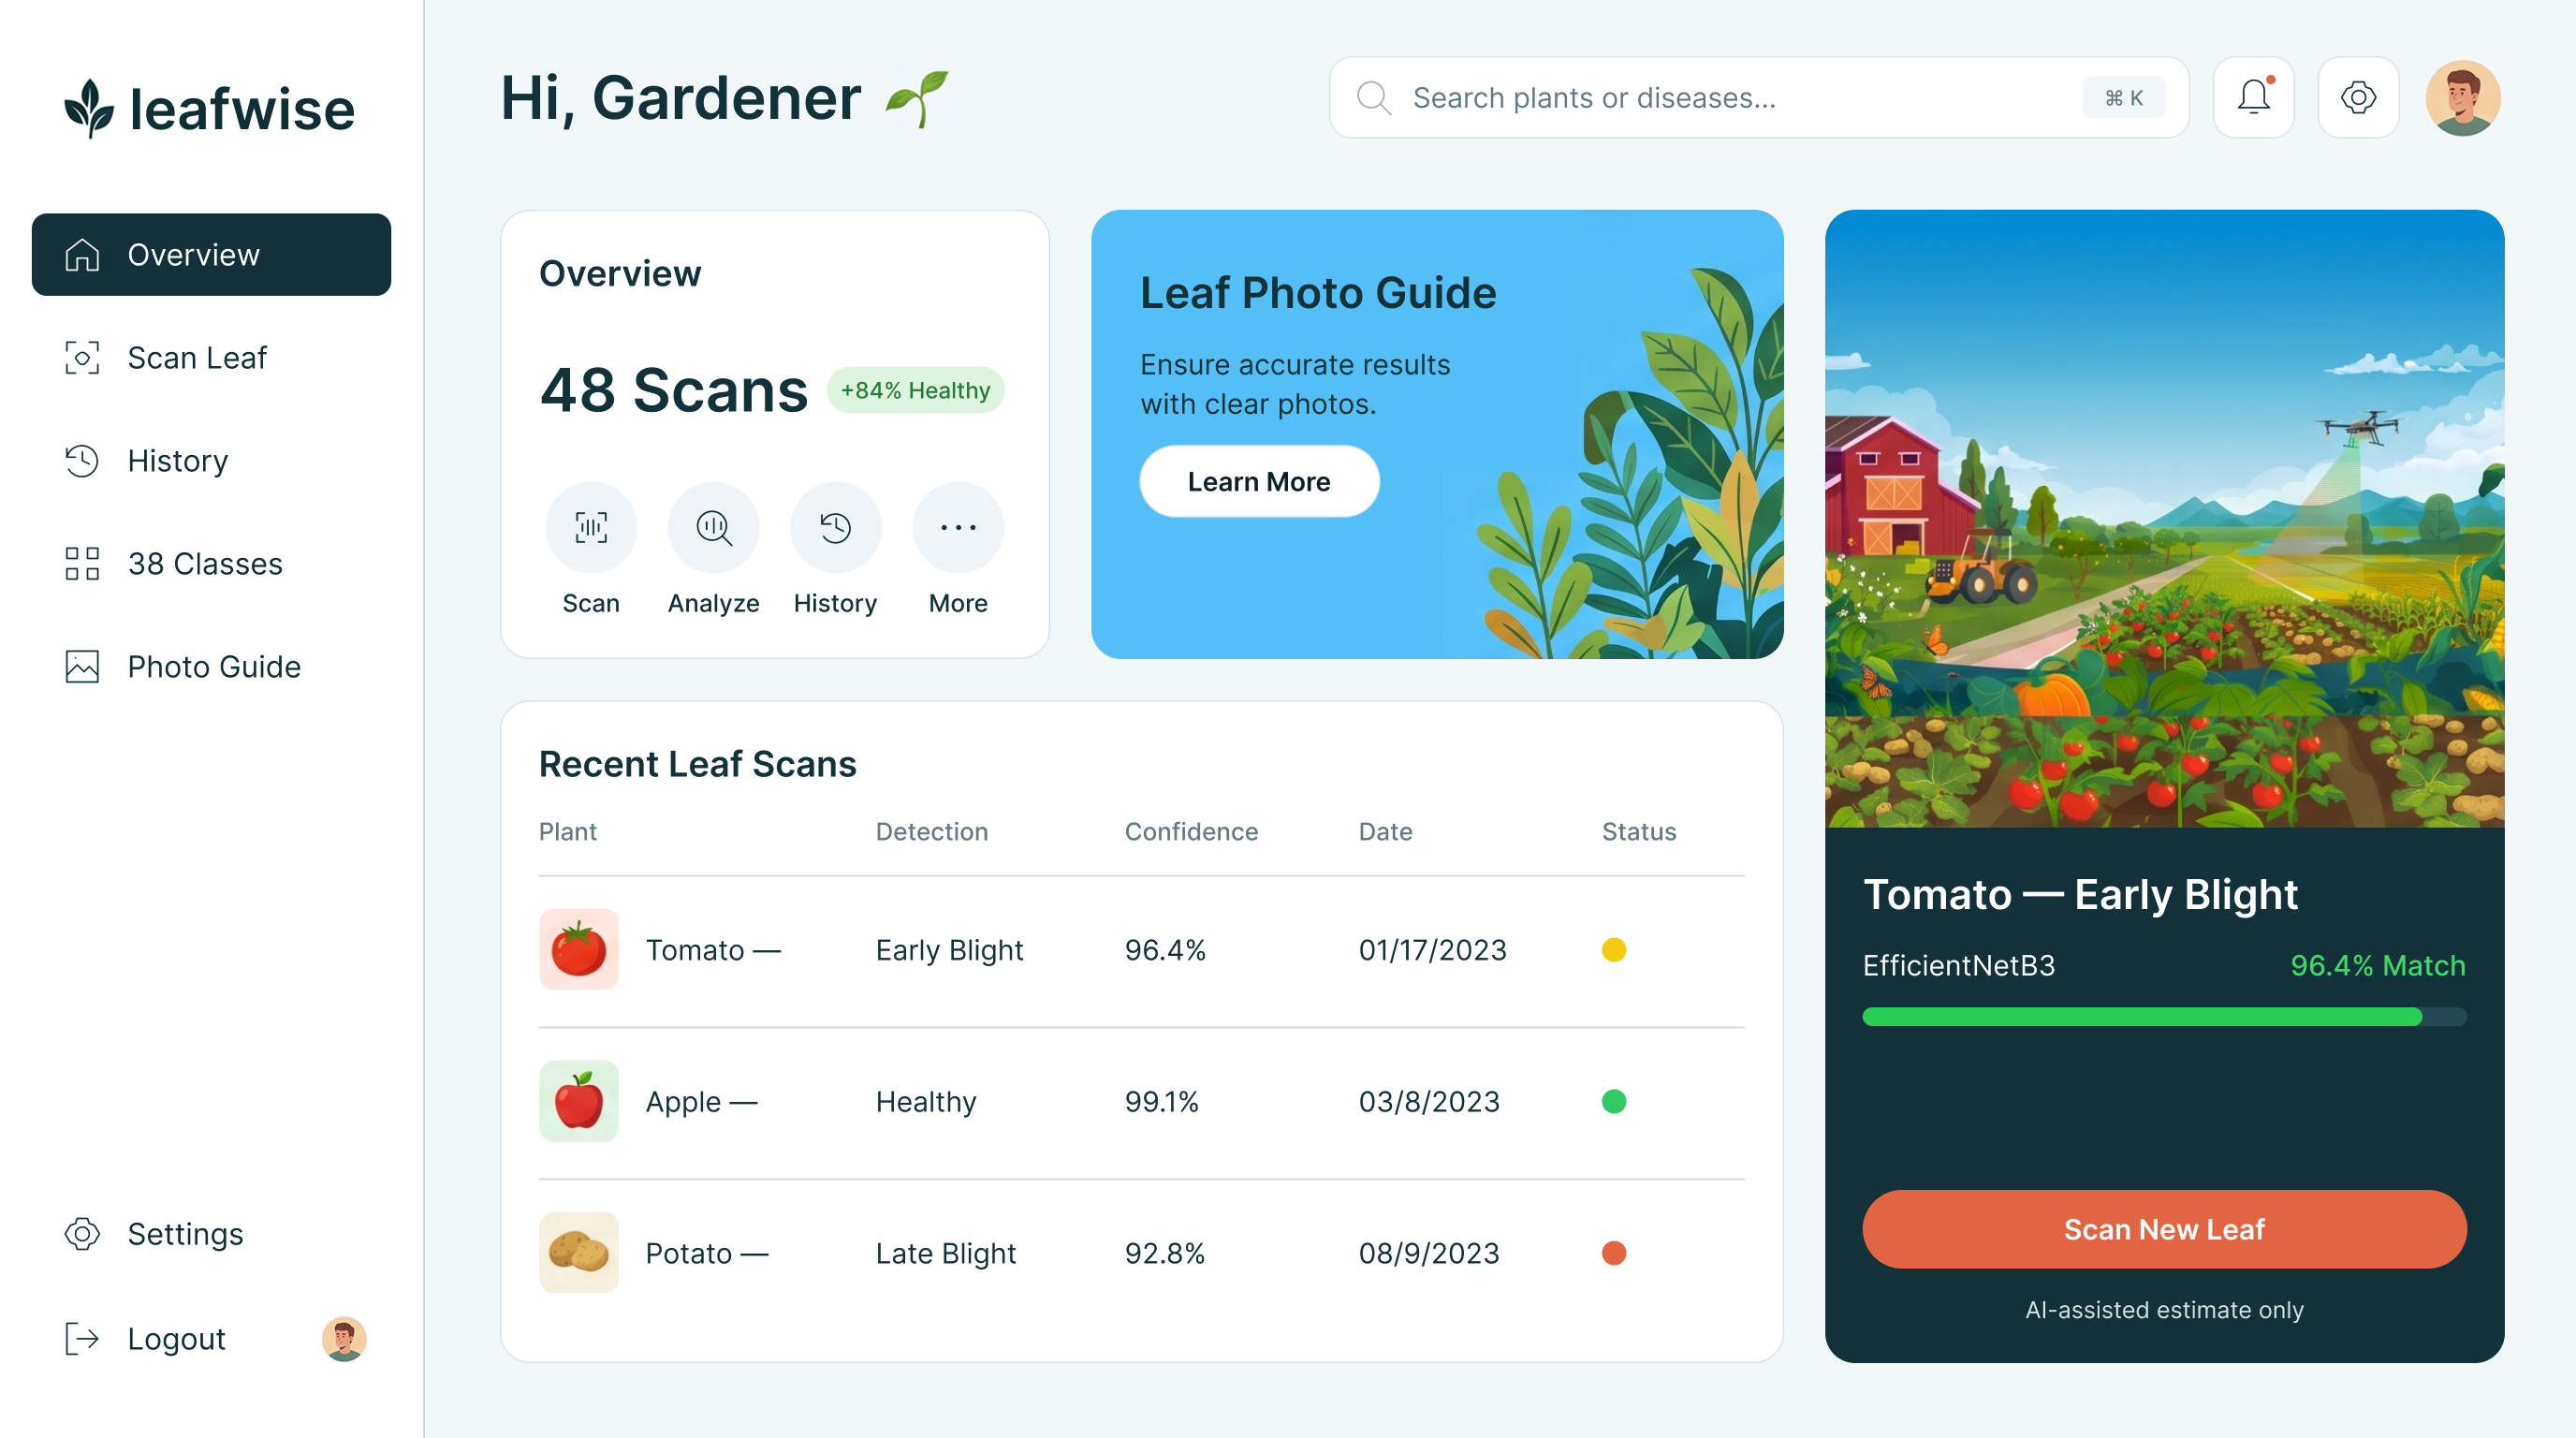 leafwise
Overview
Scan Leaf
History
38 Classes
Photo Guide
Settings
Logout
Hi, Gardener
Search plants or diseases...
⌘ K
Overview
48 Scans
+84% Healthy
Scan
Analyze
History
More
Leaf Photo Guide
Ensure accurate results
with clear photos.
Learn More
Recent Leaf Scans
Plant Detection Confidence Date Status
Tomato — Early Blight 96.4% 01/17/2023
Apple — Healthy 99.1% 03/8/2023
Potato — Late Blight 92.8% 08/9/2023
Tomato — Early Blight
EfficientNetB3 96.4% Match
Scan New Leaf
AI-assisted estimate only